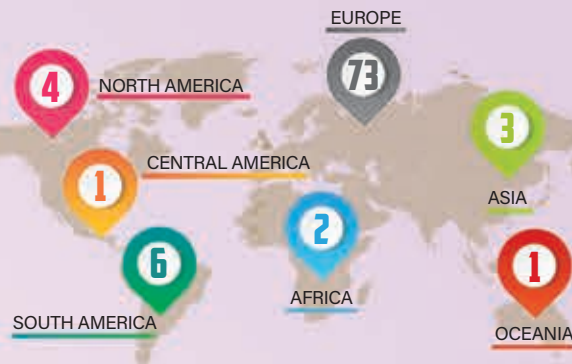 EUROPE
73
4
NORTH AMERICA
3
ASIA
1
CENTRAL AMERICA
2
AFRICA
6
SOUTH AMERICA
1
OCEANIA